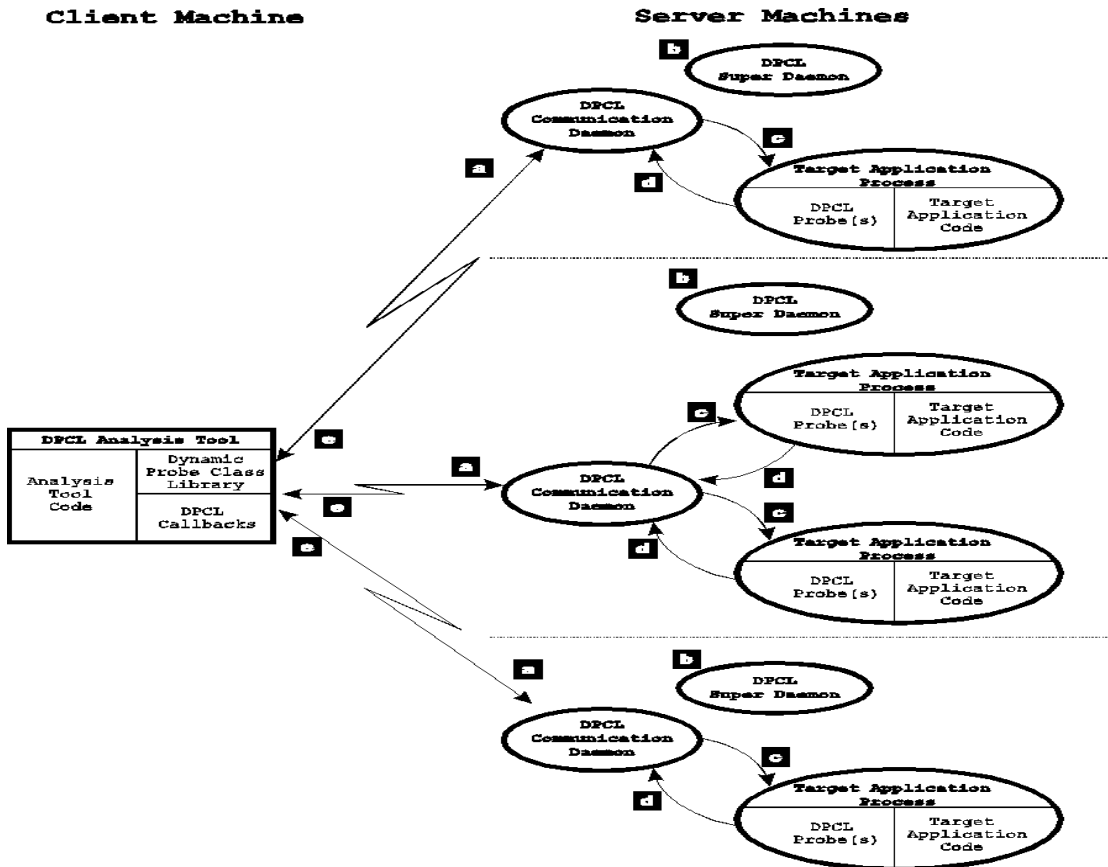 Client Machine
Server Machines
b
DPCL
Super Daemon
DPCL
Communication
Daemon
a
c
d
Target Application
Process
DPCL
Probe(s)
Target
Application
Code
b
DPCL
Super Daemon
Target Application
Process
DPCL
Probe(s)
Target
Application
Code
c
d
e
DPCL Analysis Tool
Analysis
Tool
Code
Dynamic
Probe Class
Library
DPCL
Callbacks
e
e
a
DPCL
Communication
Daemon
c
d
Target Application
Process
DPCL
Probe(s)
Target
Application
Code
b
DPCL
Super Daemon
a
DPCL
Communication
Daemon
c
d
Target Application
Process
DPCL
Probe(s)
Target
Application
Code